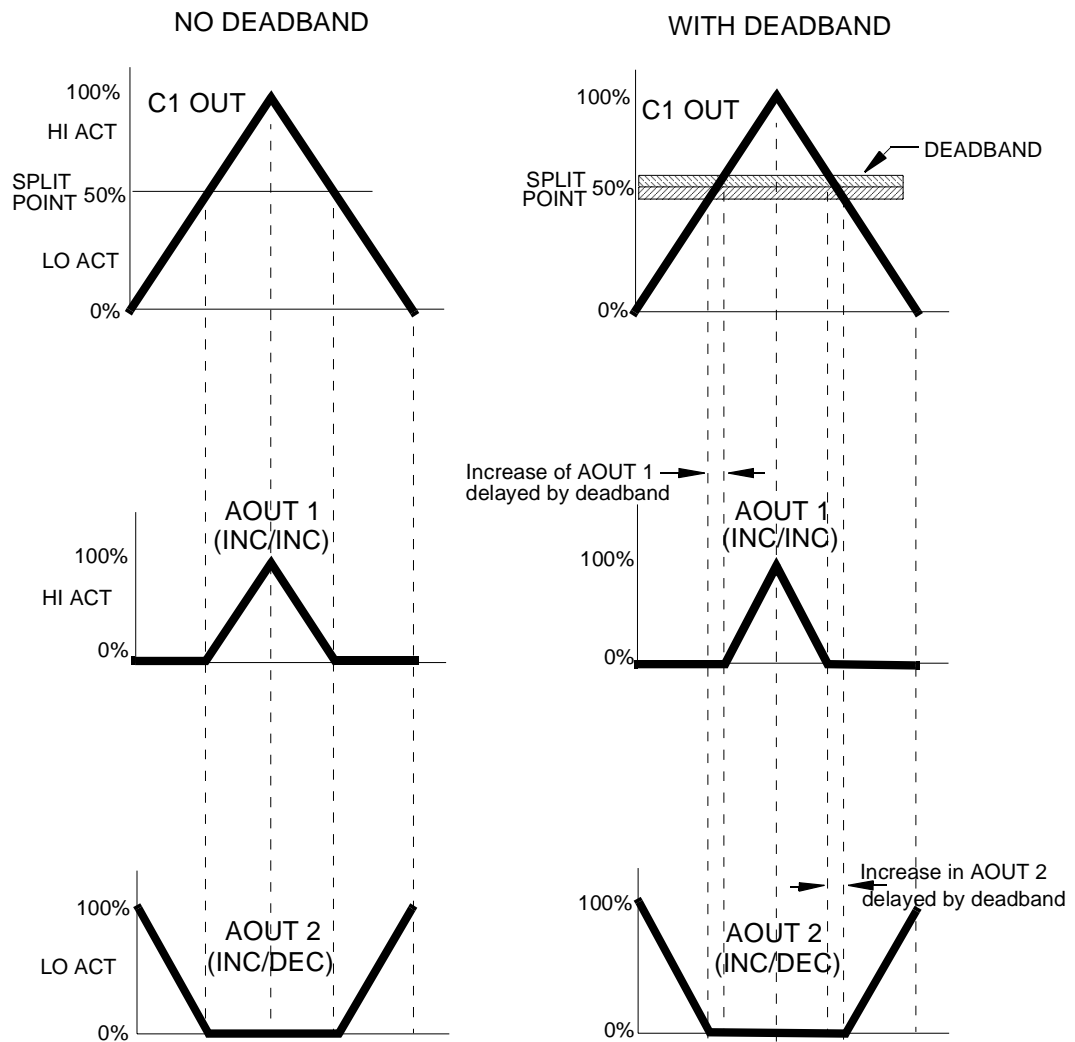 NO DEADBAND
WITH DEADBAND
100%
C1 OUT
HI ACT
SPLIT
POINT
50%
LO ACT
0%
100%
C1 OUT
DEADBAND
SPLIT
POINT
50%
0%
AOUT 1
(INC/INC)
100%
HI ACT
0%
Increase of AOUT 1
delayed by deadband
AOUT 1
(INC/INC)
100%
0%
100%
AOUT 2
(INC/DEC)
LO ACT
0%
Increase in AOUT 2
delayed by deadband
100%
AOUT 2
(INC/DEC)
0%